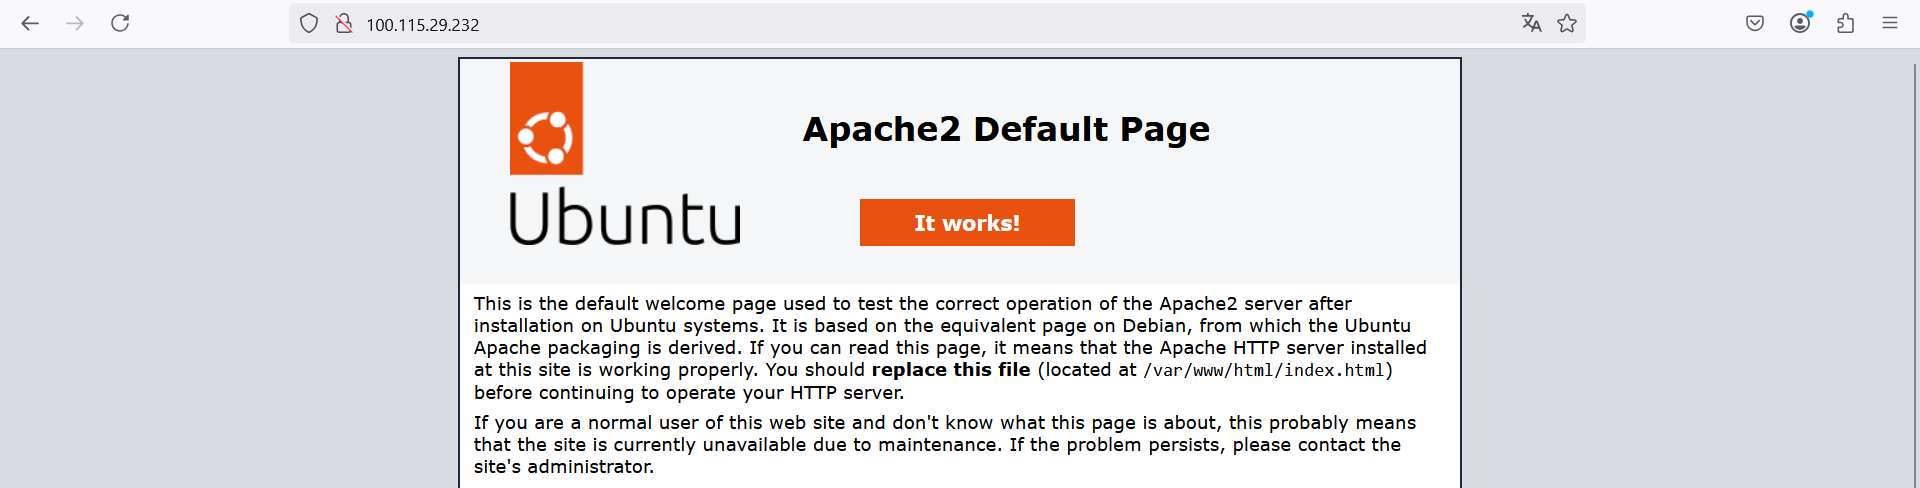 100.115.29.232
Apache2 Default Page
Ubuntu
It works!
This is the default welcome page used to test the correct operation of the Apache2 server after
installation on Ubuntu systems. It is based on the equivalent page on Debian, from which the Ubuntu
Apache packaging is derived. If you can read this page, it means that the Apache HTTP server installed
at this site is working properly. You should replace this file (located at /var/www/html/index.html)
before continuing to operate your HTTP server.
If you are a normal user of this web site and don't know what this page is about, this probably means
that the site is currently unavailable due to maintenance. If the problem persists, please contact the
site's administrator.